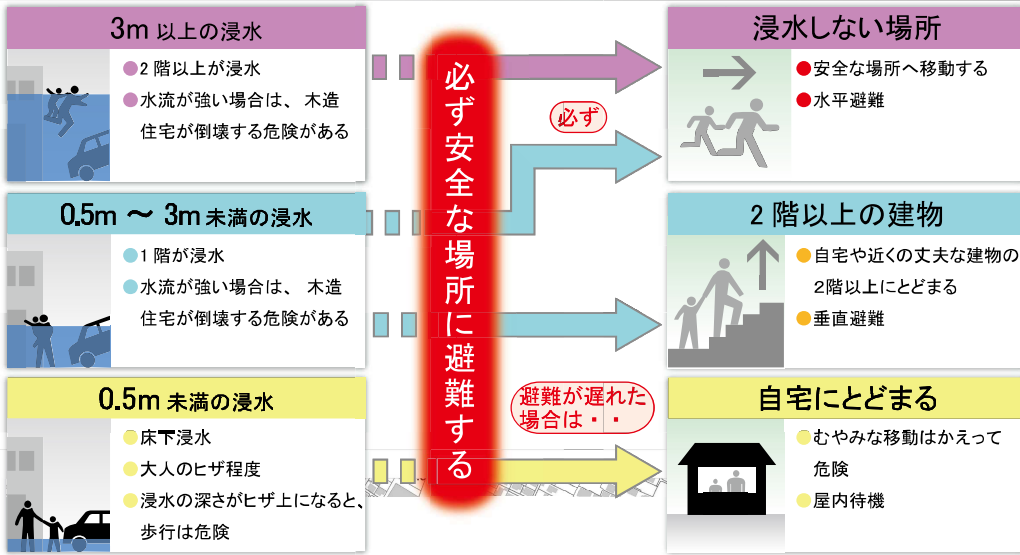 3m 以上の浸水
●2 階以上が浸水
●水流が強い場合は、 木造
住宅が倒壊する危険がある
0.5m ～ 3m 未満の浸水
●1 階が浸水
●水流が強い場合は、 木造
住宅が倒壊する危険がある
0.5m 未満の浸水
●床下浸水
●大人のヒザ程度
●浸水の深さがヒザ上になると、
歩行は危険
必ず安全な場所に避難する
必ず
避難が遅れた
場合は・・
浸水しない場所
●安全な場所へ移動する
●水平避難
2 階以上の建物
●自宅や近くの丈夫な建物の
2階以上にとどまる
●垂直避難
自宅にとどまる
●むやみな移動はかえって
危険
●屋内待機